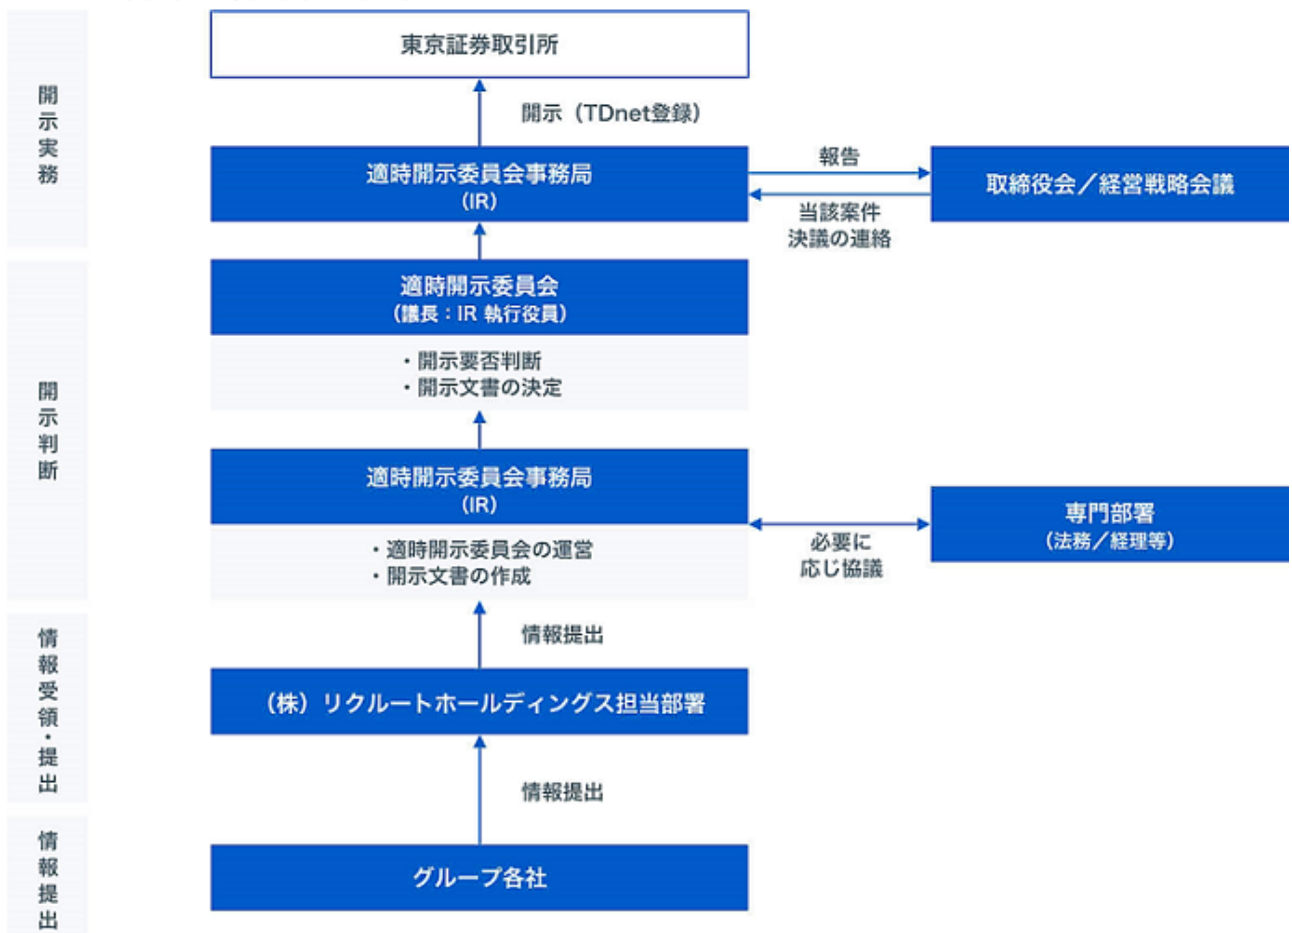 開示実務
東京証券取引所
開示（TDnet登録）
適時開示委員会事務局
（IR）
報告
当該案件
決議の連絡
取締役会／経営戦略会議
開示判断
適時開示委員会
（議長：IR 執行役員）
・開示要否判断
・開示文書の決定
適時開示委員会事務局
（IR）
・適時開示委員会の運営
・開示文書の作成
必要に
応じ協議
専門部署
（法務／経理等）
情報受領・提出
情報提出
（株）リクルートホールディングス担当部署
情報提出
情報提出
グループ各社